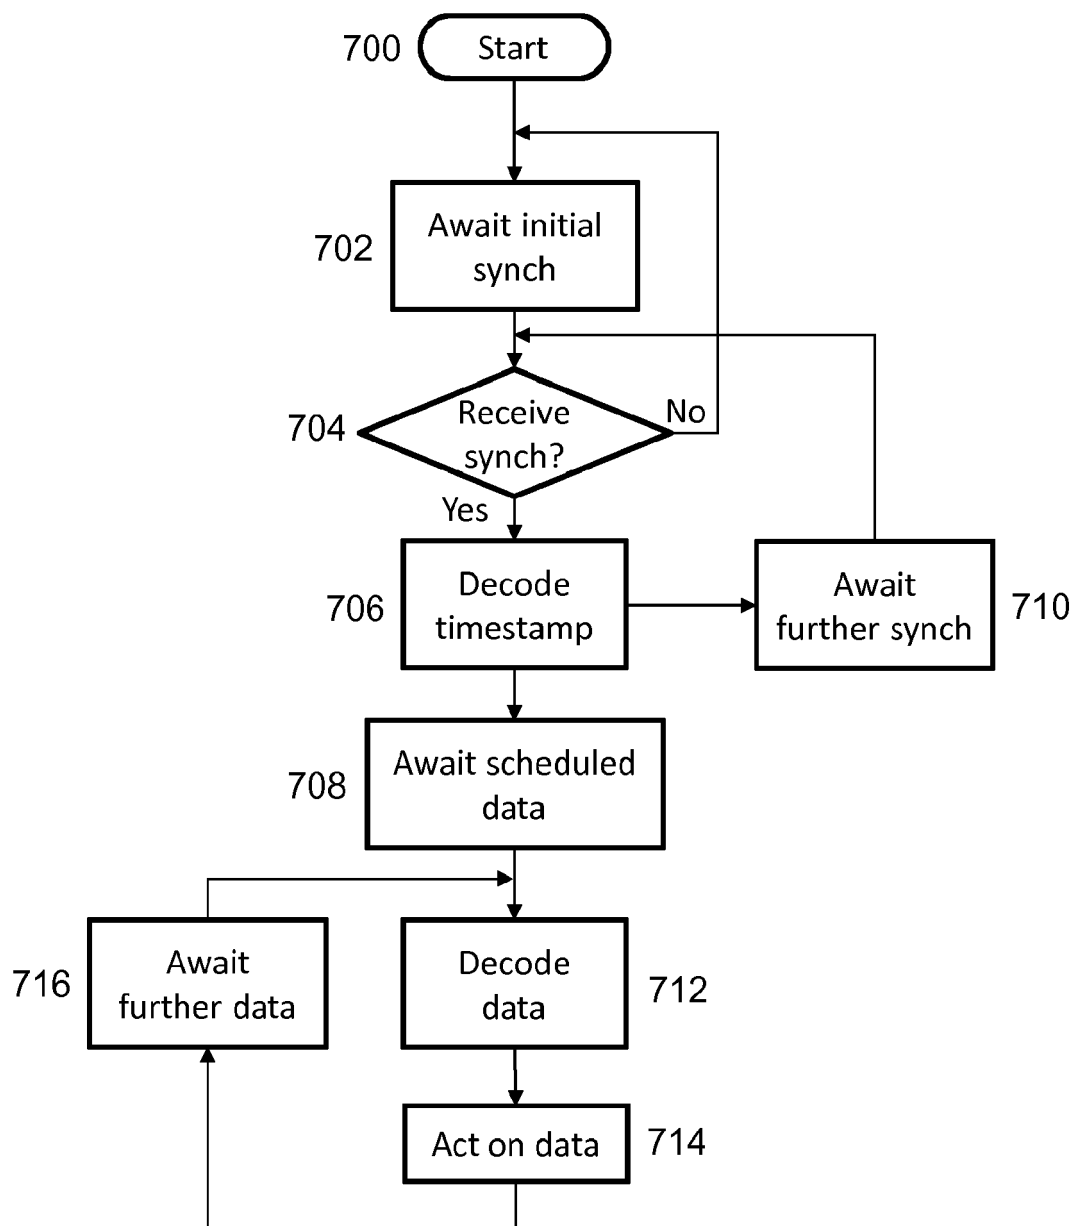 700
Start
702
Await initial
synch
704
Receive
synch?
No
Yes
706
Decode
timestamp
Await
further synch
710
708
Await scheduled
data
716
Await
further data
Decode
data
712
Act on data
714